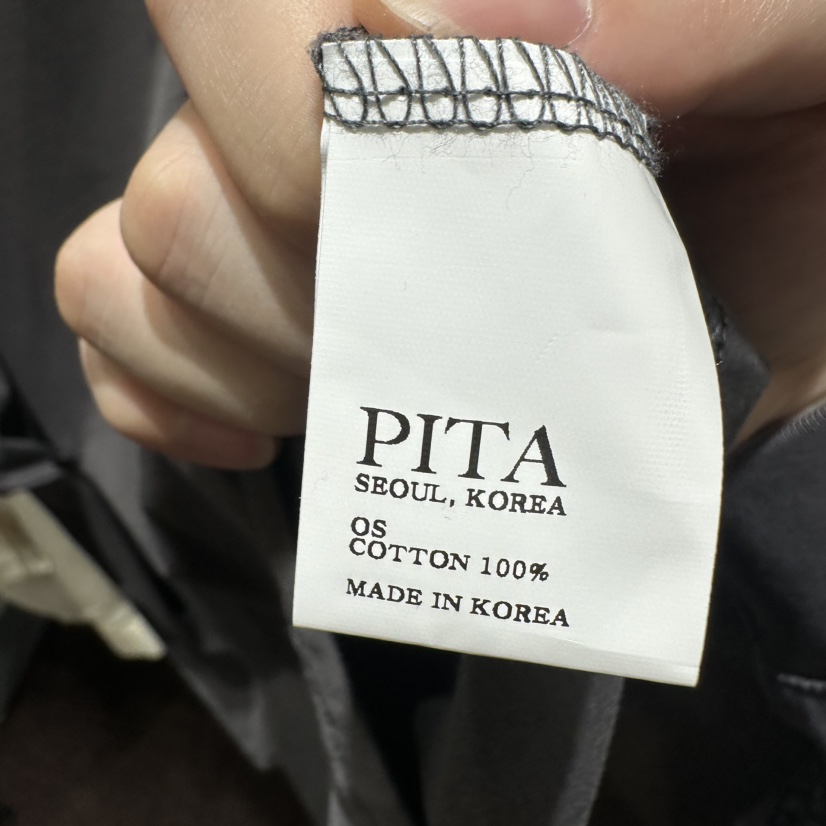 PITA
SEOUL, KOREA
OS
COTTON 100%
MADE IN KOREA